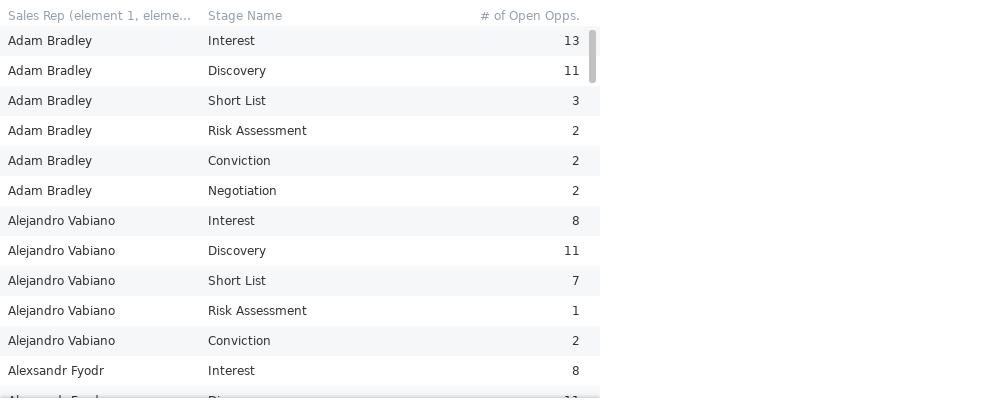 Sales Rep (element 1, eleme... Stage Name # of Open Opps.
Adam Bradley Interest 13
Adam Bradley Discovery 11
Adam Bradley Short List 3
Adam Bradley Risk Assessment 2
Adam Bradley Conviction 2
Adam Bradley Negotiation 2
Alejandro Vabiano Interest 8
Alejandro Vabiano Discovery 11
Alejandro Vabiano Short List 7
Alejandro Vabiano Risk Assessment 1
Alejandro Vabiano Conviction 2
Alexsandr Fyodr Interest 8